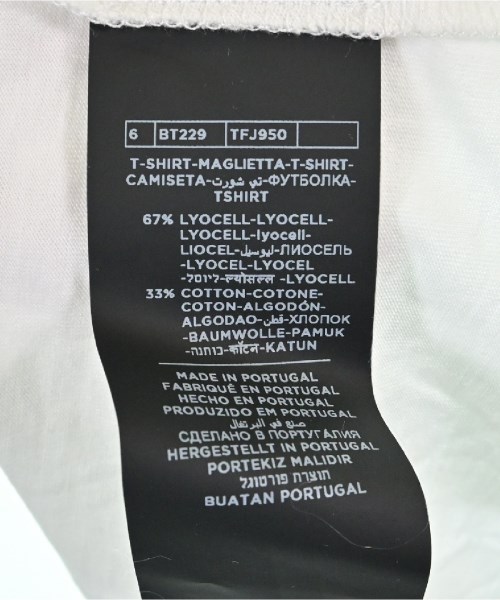 6 BT229 TFJ950
T-SHIRT-MAGLIETTA-T-SHIRT-
CAMISETA-تي شورت-ФУТБОЛКА-
TSHIRT
67% LYOCELL-LYOCELL-
LYOCELL-lyocell-
LIOCEL-ليوسيل-ЛИОСЕЛЬ
-LYOCEL-LYOCEL
-ליוסל-ल्योसल्ल-LYOCELL
33% COTTON-COTONE-
COTON-ALGODÓN-
ALGODAO-قطن-ХЛОПОК
-BAUMWOLLE-PAMUK
-כותנה-कॉटन-KATUN
MADE IN PORTUGAL
FABRIQUÉ EN PORTUGAL
HECHO EN PORTUGAL
PRODUZIDO EM PORTUGAL
صنع في البرتغال
СДЕЛАНО В ПОРТУГАЛИЯ
HERGESTELLT IN PORTUGAL
PORTEKIZ MALIDIR
תוצרת פורטוגל
BUATAN PORTUGAL